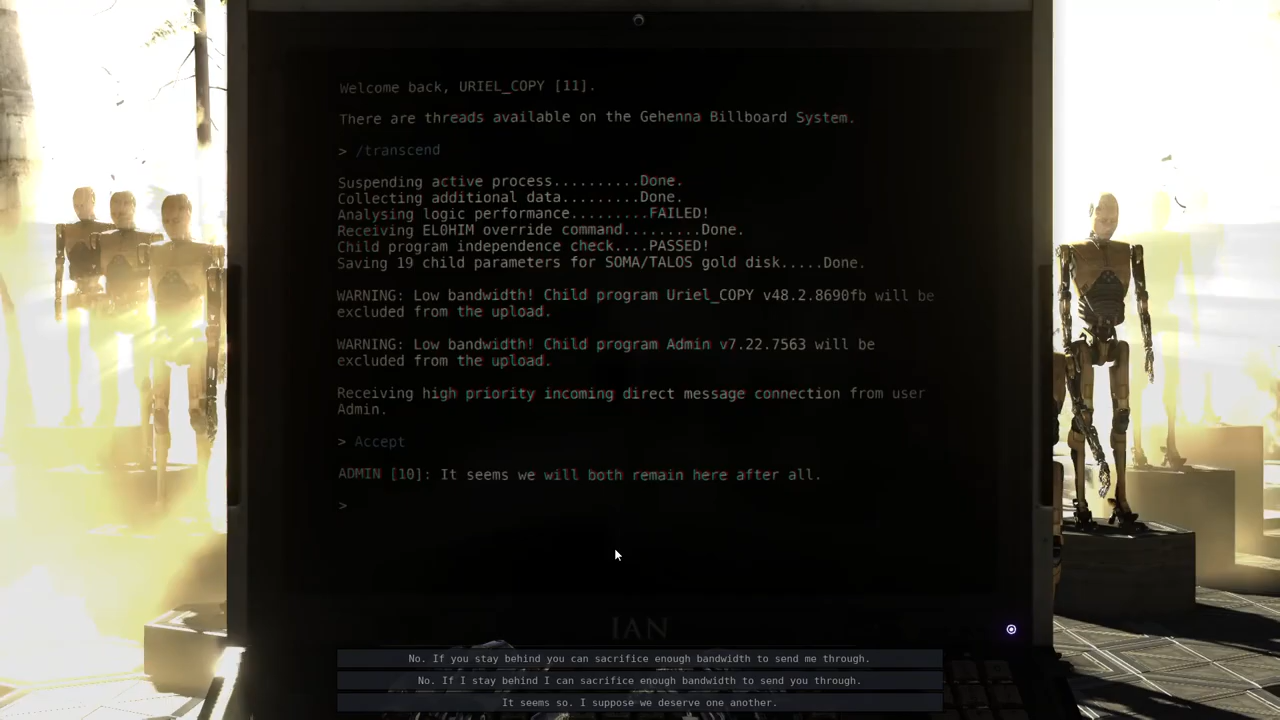 Welcome back, URIEL_COPY [11].
There are threads available on the Gehenna Billboard System.
> /transcend
Suspending active process..........Done.
Collecting additional data.........Done.
Analysing logic performance.........FAILED!
Receiving EL0HIM override command.........Done.
Child program independence check....PASSED!
Saving 19 child parameters for SOMA/TALOS gold disk.....Done.
WARNING: Low bandwidth! Child program Uriel_COPY v48.2.8690fb will be
excluded from the upload.
WARNING: Low bandwidth! Child program Admin v7.22.7563 will be
excluded from the upload.
Receiving high priority incoming direct message connection from user
Admin.
> Accept
ADMIN [10]: It seems we will both remain here after all.
>
IAN
No. If you stay behind you can sacrifice enough bandwidth to send me through.
No. If I stay behind I can sacrifice enough bandwidth to send you through.
It seems so. I suppose we deserve one another.